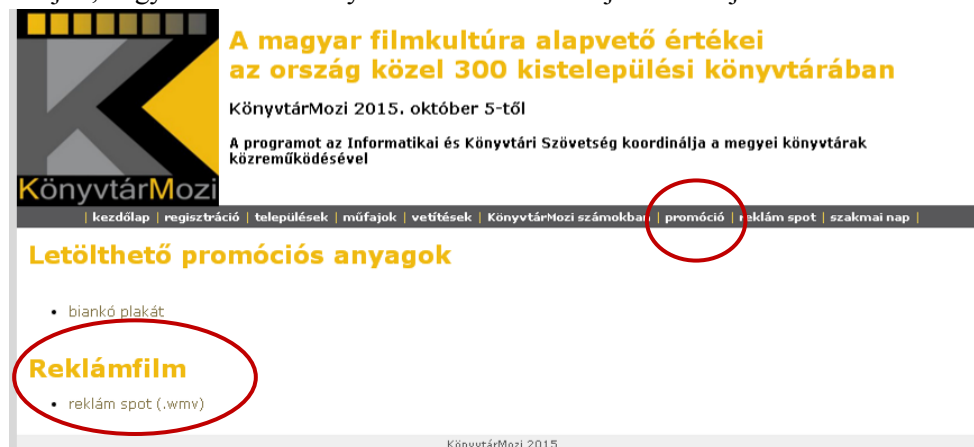 A magyar filmkultúra alapvető értékei
az ország közel 300 kistelepülési könyvtárában
KönyvtárMozi 2015. október 5-től
A programot az Informatikai és Könyvtári Szövetség koordinálja a megyei könyvtárak
közreműködésével
KönyvtárMozi
| kezdőlap | regisztráció | települések | műfajok | vetítések | KönyvtárMozi számokban | promóció | reklám spot | szakmai nap |
Letölthető promóciós anyagok
• biankó plakát
Reklámfilm
• reklám spot (.wmv)
KönyvtárMozi 2015